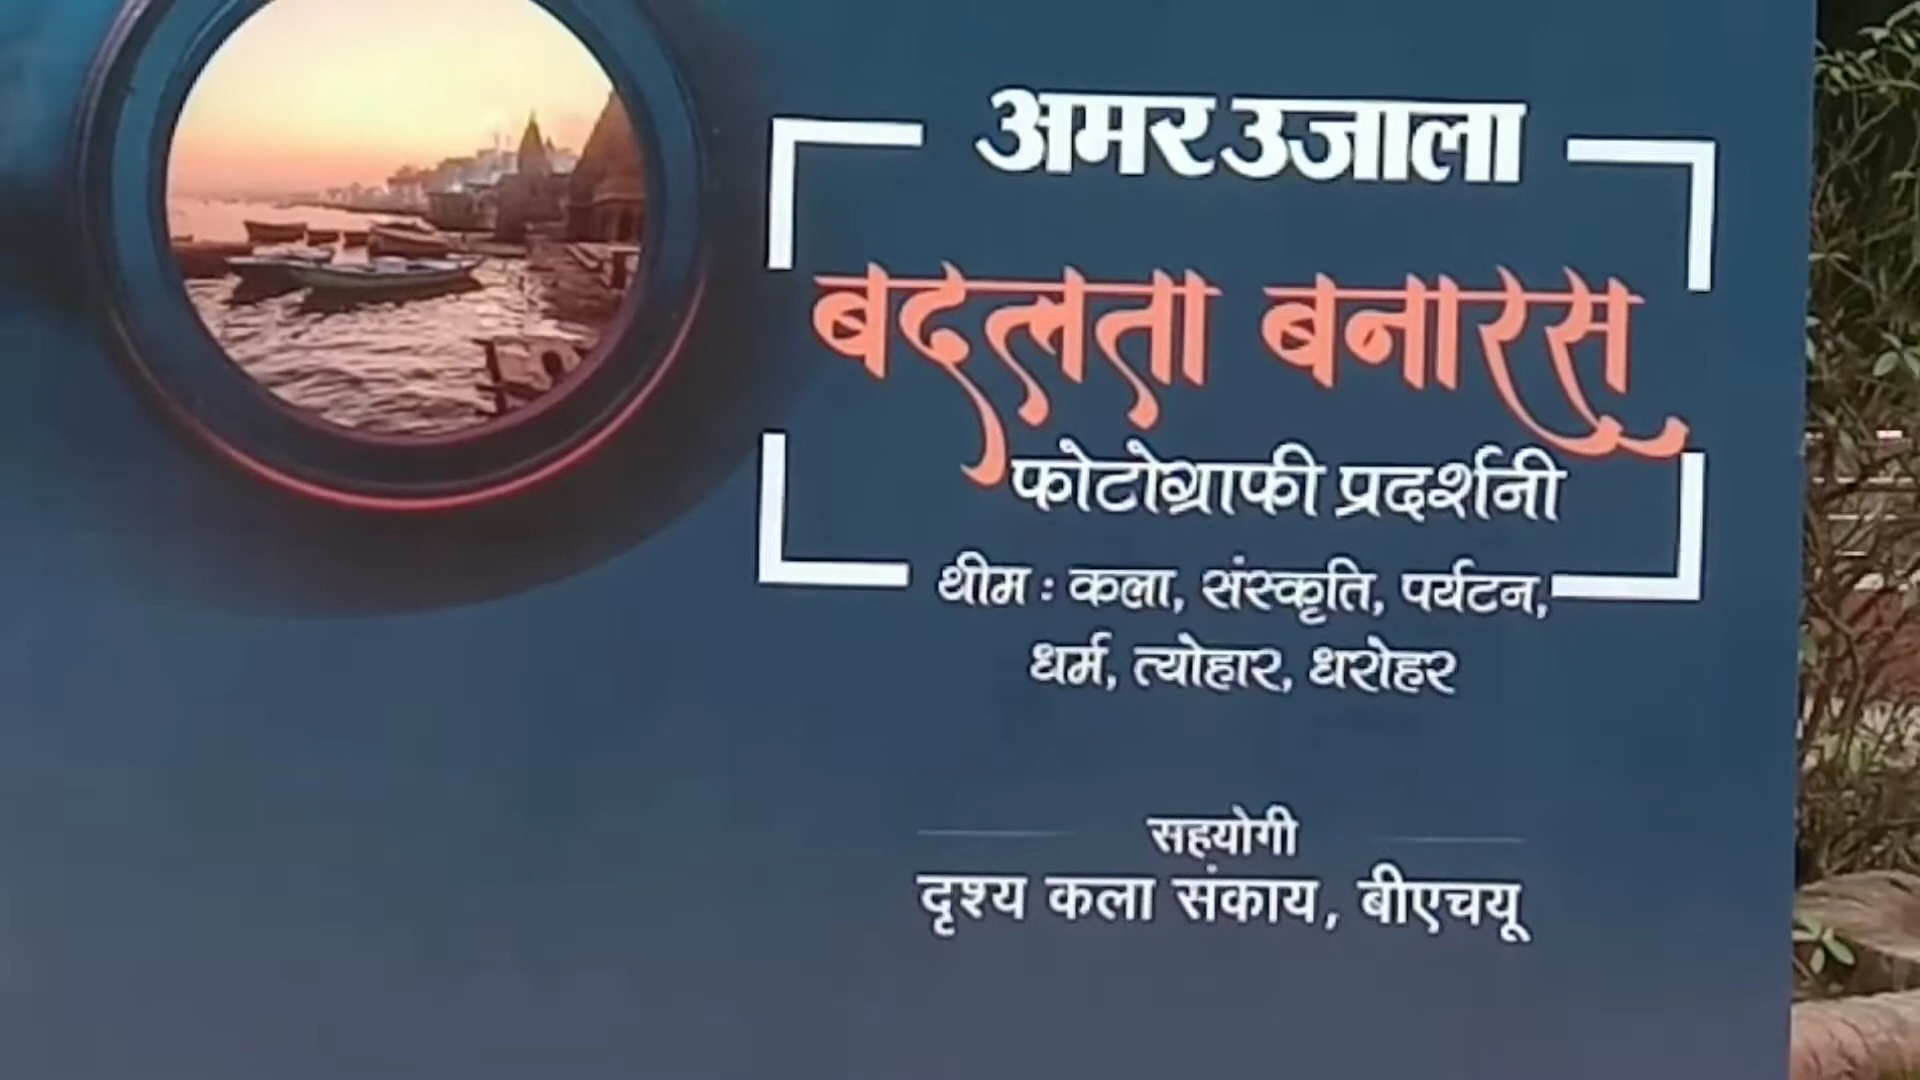 अमर उजाला
बदलता बनारस
फोटोग्राफी प्रदर्शनी
थीम : कला, संस्कृति, पर्यटन,
धर्म, त्योहार, धरोहर
सहयोगी
दृश्य कला संकाय, बीएचयू